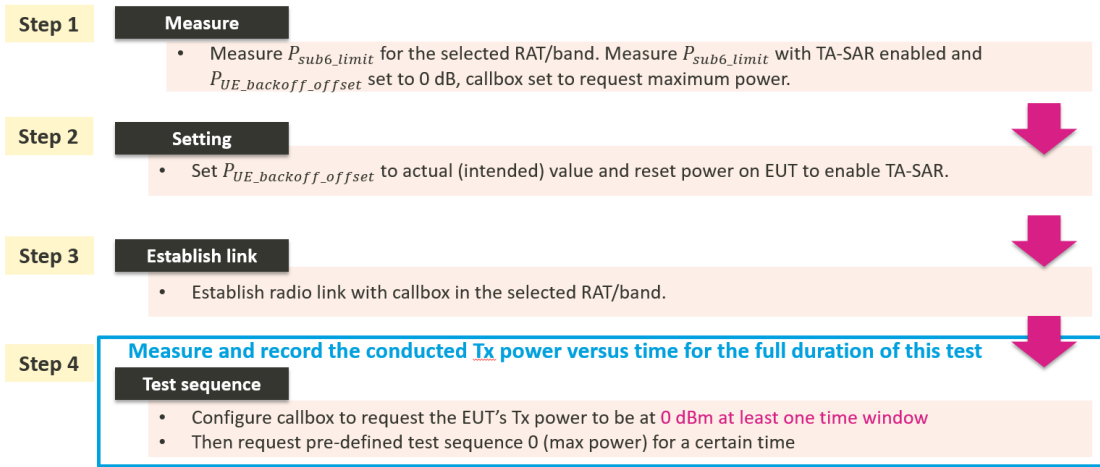 Step 1
Measure
• Measure P_sub6_limit for the selected RAT/band. Measure P_sub6_limit with TA-SAR enabled and
P_UE_backoff_offset set to 0 dB, callbox set to request maximum power.
Step 2
Setting
• Set P_UE_backoff_offset to actual (intended) value and reset power on EUT to enable TA-SAR.
Step 3
Establish link
• Establish radio link with callbox in the selected RAT/band.
Step 4
Measure and record the conducted Tx power versus time for the full duration of this test
Test sequence
• Configure callbox to request the EUT's Tx power to be at 0 dBm at least one time window
• Then request pre-defined test sequence 0 (max power) for a certain time